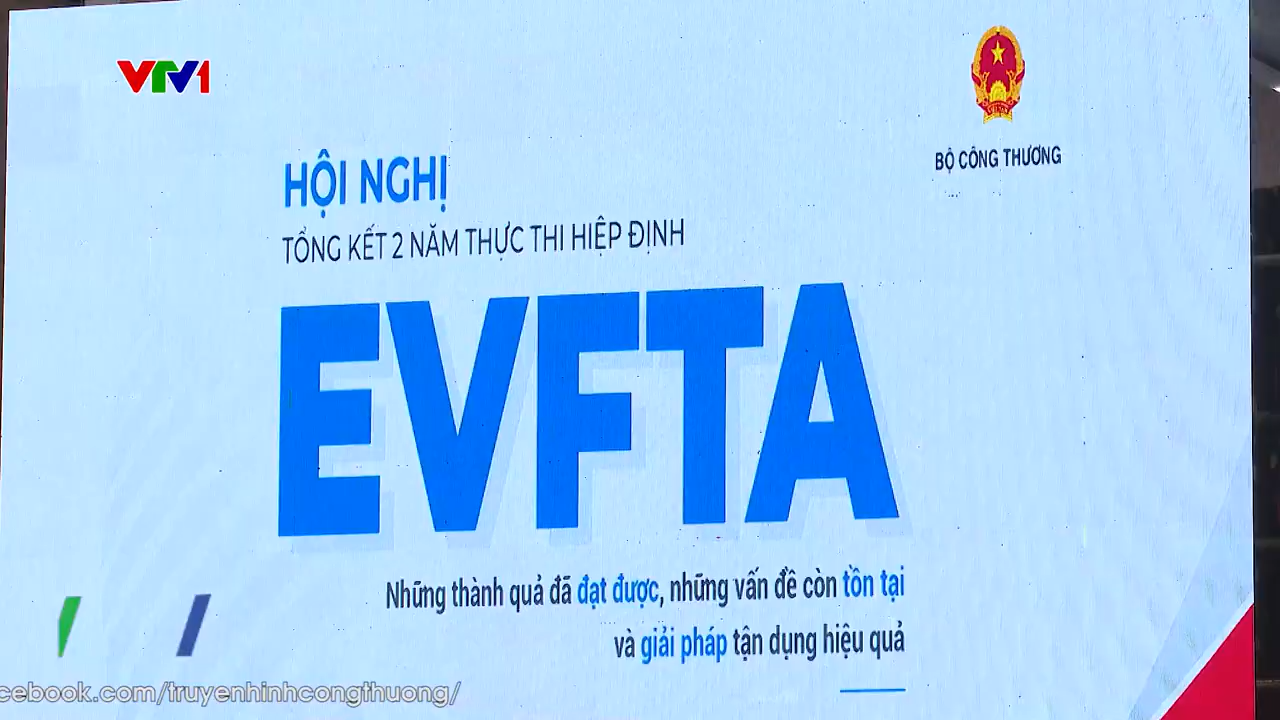 VTV1
BỘ CÔNG THƯƠNG
HỘI NGHỊ
TỔNG KẾT 2 NĂM THỰC THI HIỆP ĐỊNH
EVFTA
Những thành quả đã đạt được, những vấn đề còn tồn tại
và giải pháp tận dụng hiệu quả
cebook.com/truyenhinhcongthuong/